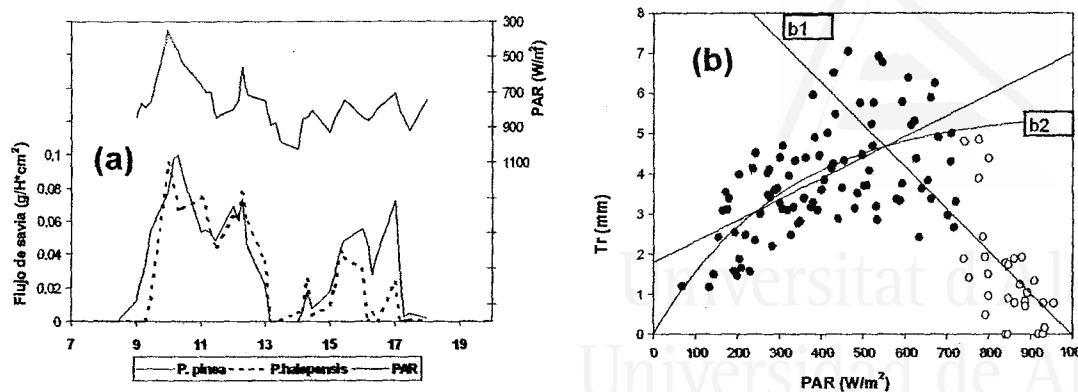 (a)
Flujo de savia (g/H*cm²)
0,1
0.08
0.06
0.04
0.02
0
7 9 11 13 15 17 19
300
500
700
900
1100
PAR (W/m²)
P. pinea P.halepensis PAR
(b)
b1
b2
Tr (mm)
8
7
6
5
4
3
2
1
0
0 100 200 300 400 500 600 700 800 900 1000
PAR (W/m²)
Universitat d'Al
Universidad de A